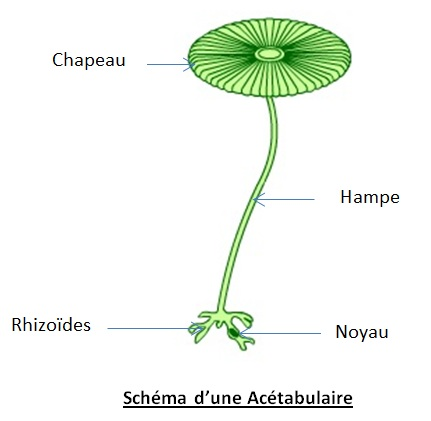 Chapeau
Hampe
Rhizoïdes
Noyau
Schéma d’une Acétabulaire